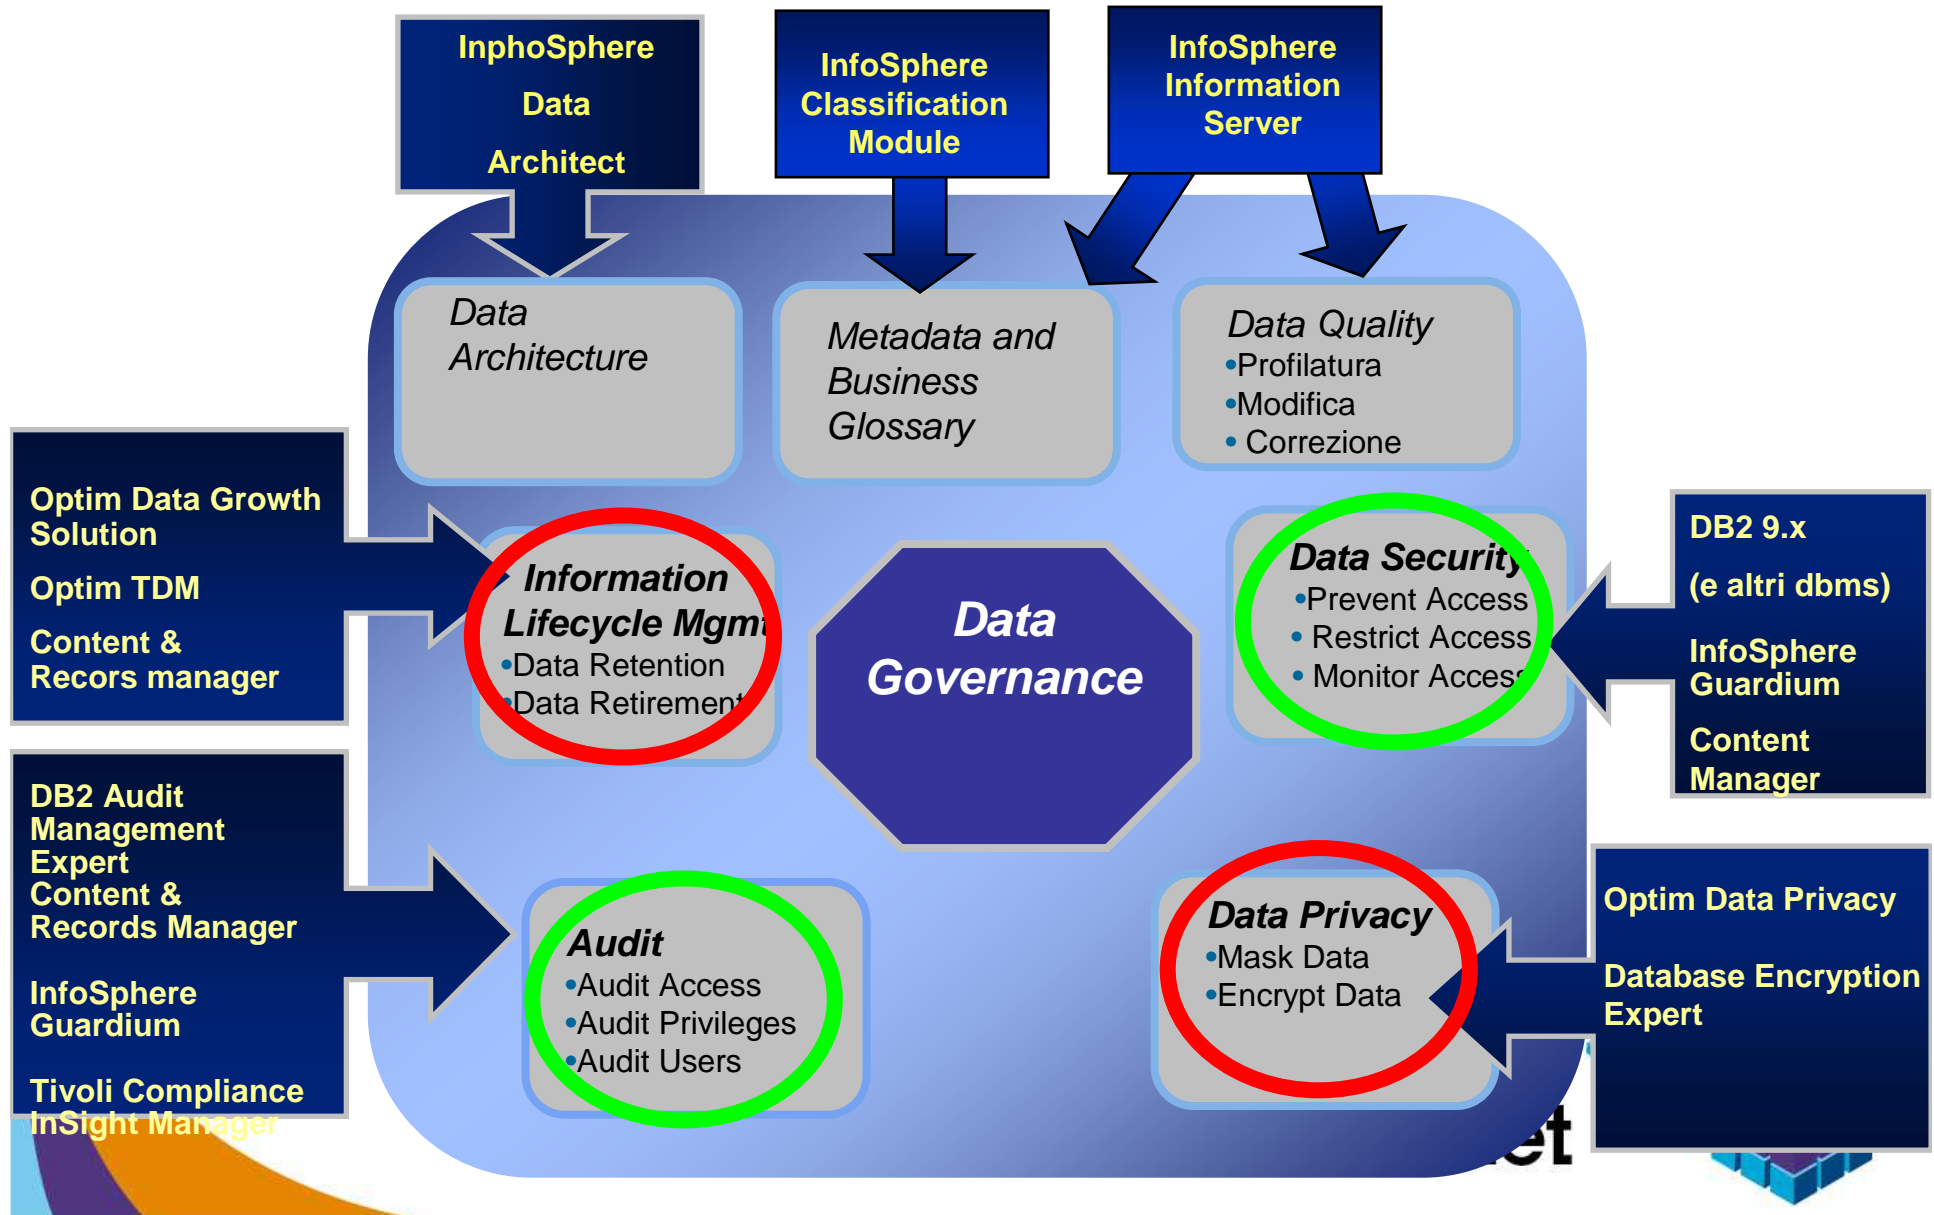 InphoSphere
Data
Architect
InfoSphere
Classification
Module
InfoSphere
Information
Server
Data
Architecture
Metadata and
Business
Glossary
Data Quality
•Profilatura
•Modifica
• Correzione
Optim Data Growth
Solution
Optim TDM
Content &
Recors manager
Information
Lifecycle Mgmt
•Data Retention
•Data Retirement
Data
Governance
Data Security
•Prevent Access
• Restrict Access
• Monitor Access
DB2 9.x
(e altri dbms)
InfoSphere
Guardium
Content
Manager
DB2 Audit
Management
Expert
Content &
Records Manager
InfoSphere
Guardium
Tivoli Compliance
InSight Manager
Audit
•Audit Access
•Audit Privileges
•Audit Users
Data Privacy
•Mask Data
•Encrypt Data
Optim Data Privacy
Database Encryption
Expert
et